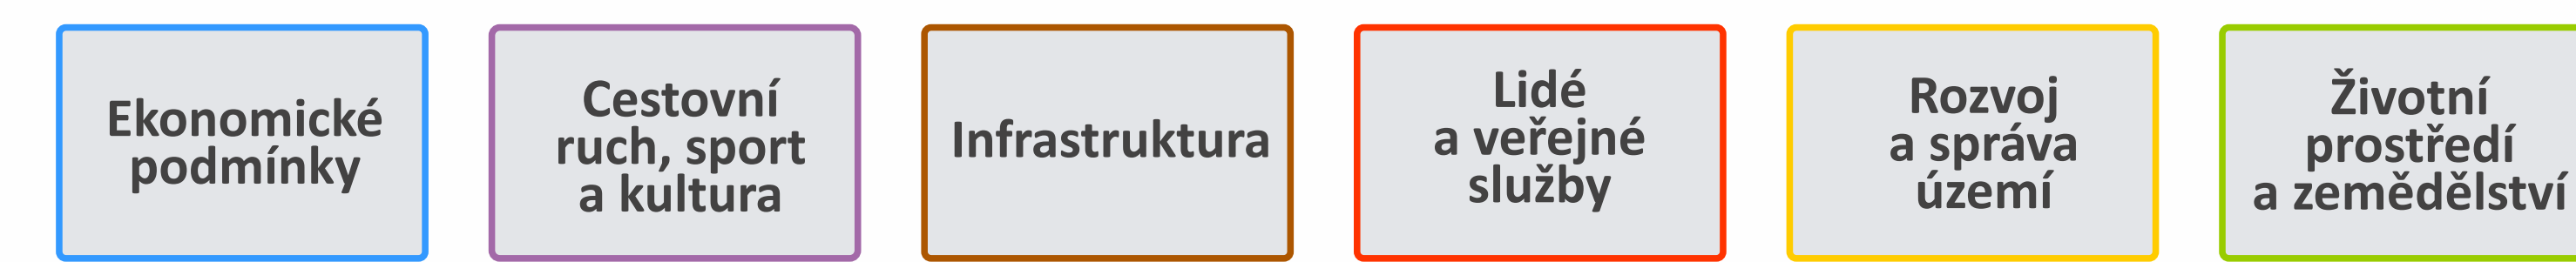 Ekonomické
podmínky
Cestovní
ruch, sport
a kultura
Infrastruktura
Lidé
a veřejné
služby
Rozvoj
a správa
území
Životní
prostředí
a zemědělství